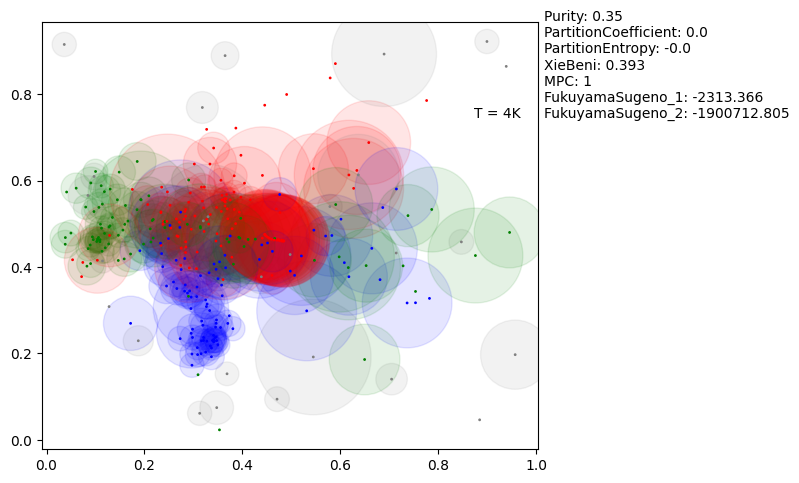 Purity: 0.35
PartitionCoefficient: 0.0
PartitionEntropy: -0.0
XieBeni: 0.393
MPC: 1
FukuyamaSugeno_1: -2313.366
FukuyamaSugeno_2: -1900712.805
T = 4K
0.8
0.6
0.4
0.2
0.0
0.0 0.2 0.4 0.6 0.8 1.0